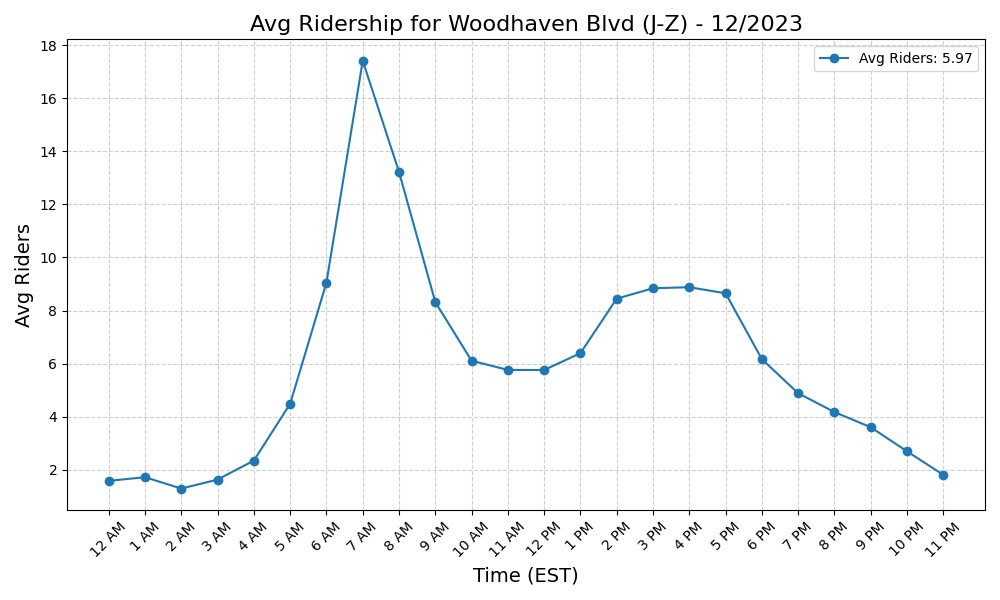 Avg Ridership for Woodhaven Blvd (J-Z) - 12/2023
Avg Riders: 5.97
Avg Riders
18
16
14
12
10
8
6
4
2
12 AM
1 AM
2 AM
3 AM
4 AM
5 AM
6 AM
7 AM
8 AM
9 AM
10 AM
11 AM
12 PM
1 PM
2 PM
3 PM
4 PM
5 PM
6 PM
7 PM
8 PM
9 PM
10 PM
11 PM
Time (EST)